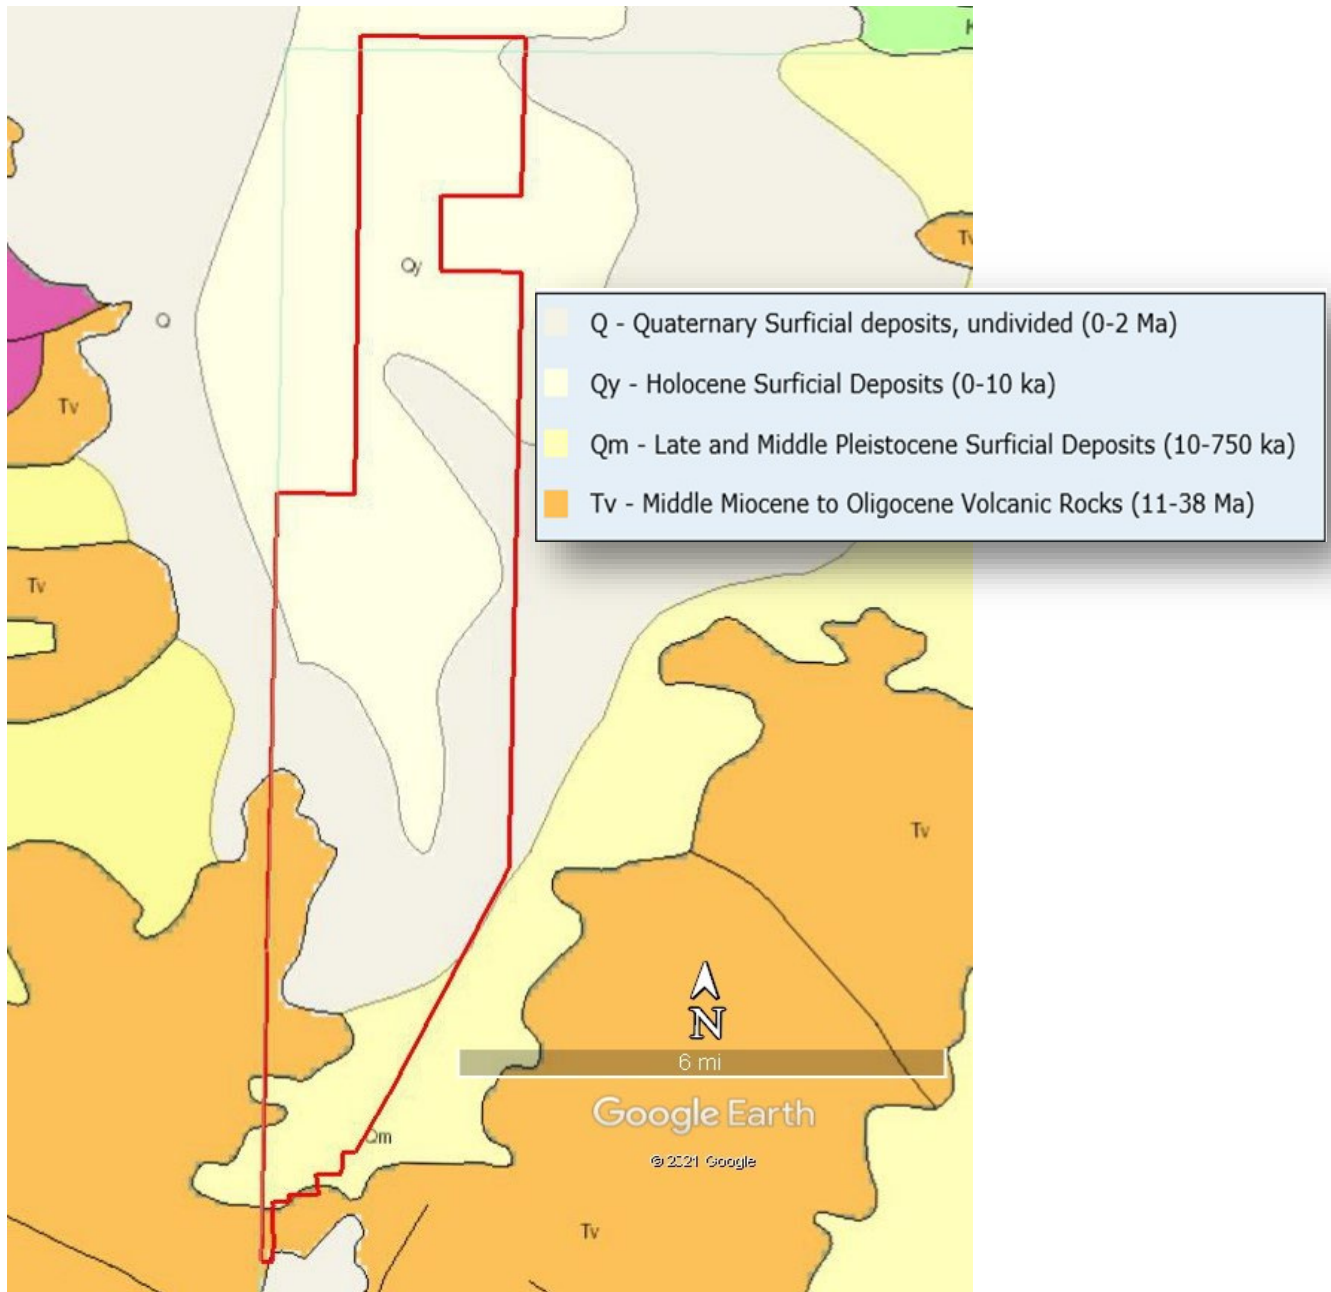 K
Tv
Qy
Q
Q - Quaternary Surficial deposits, undivided (0-2 Ma)
Qy - Holocene Surficial Deposits (0-10 ka)
Qm - Late and Middle Pleistocene Surficial Deposits (10-750 ka)
Tv - Middle Miocene to Oligocene Volcanic Rocks (11-38 Ma)
Tv
Tv
Tv
N
6 mi
Google Earth
© 2021 Google
Qm
Tv